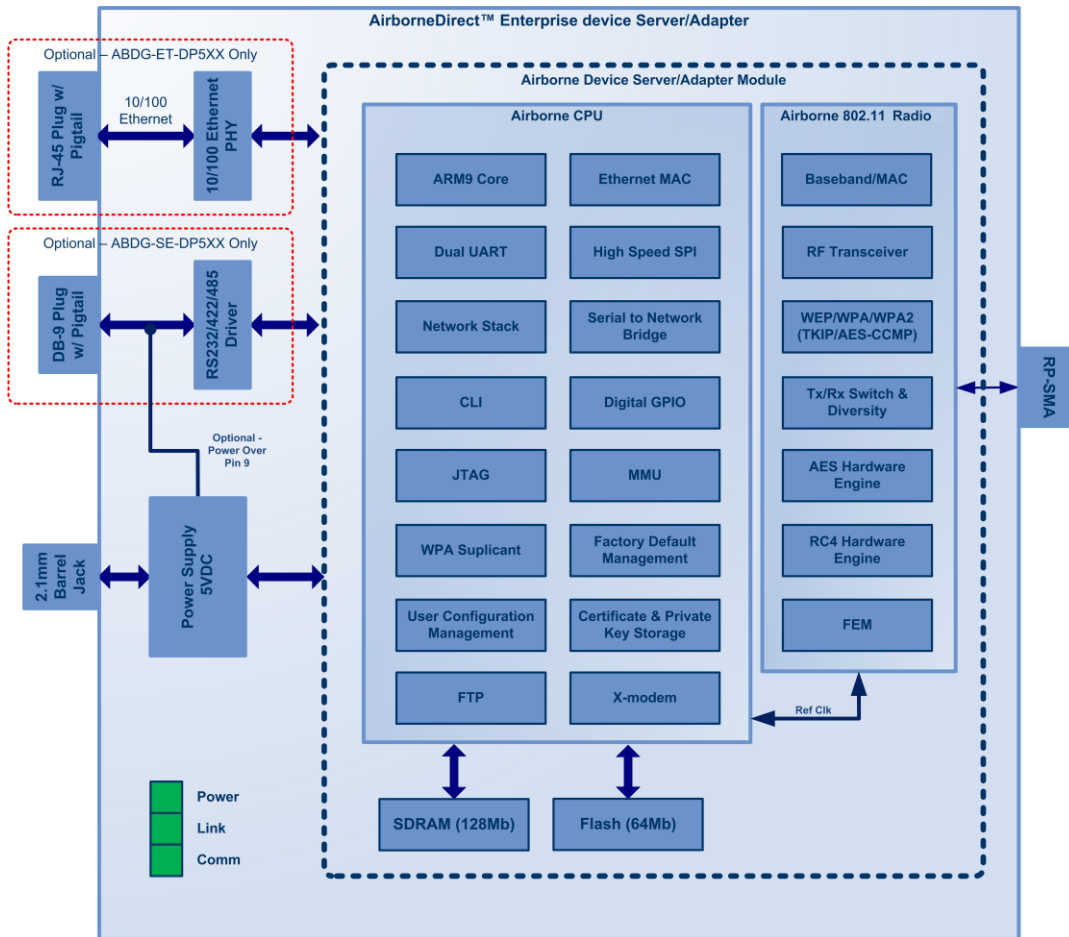 AirborneDirect™ Enterprise device Server/Adapter
Optional – ABDG-ET-DP5XX Only
RJ-45 Plug w/
Pigtail
10/100
Ethernet
10/100 Ethernet
PHY
Optional – ABDG-SE-DP5XX Only
DB-9 Plug
w/ Pigtail
RS232/422/485
Driver
Optional -
Power Over
Pin 9
2.1mm
Barrel
Jack
Power Supply
5VDC
Airborne Device Server/Adapter Module
Airborne CPU
ARM9 Core
Ethernet MAC
Dual UART
High Speed SPI
Network Stack
Serial to Network
Bridge
CLI
Digital GPIO
JTAG
MMU
WPA Suplicant
Factory Default
Management
User Configuration
Management
Certificate & Private
Key Storage
FTP
X-modem
Airborne 802.11 Radio
Baseband/MAC
RF Transceiver
WEP/WPA/WPA2
(TKIP/AES-CCMP)
Tx/Rx Switch &
Diversity
AES Hardware
Engine
RC4 Hardware
Engine
FEM
Ref Clk
RP-SMA
SDRAM (128Mb)
Flash (64Mb)
Power
Link
Comm